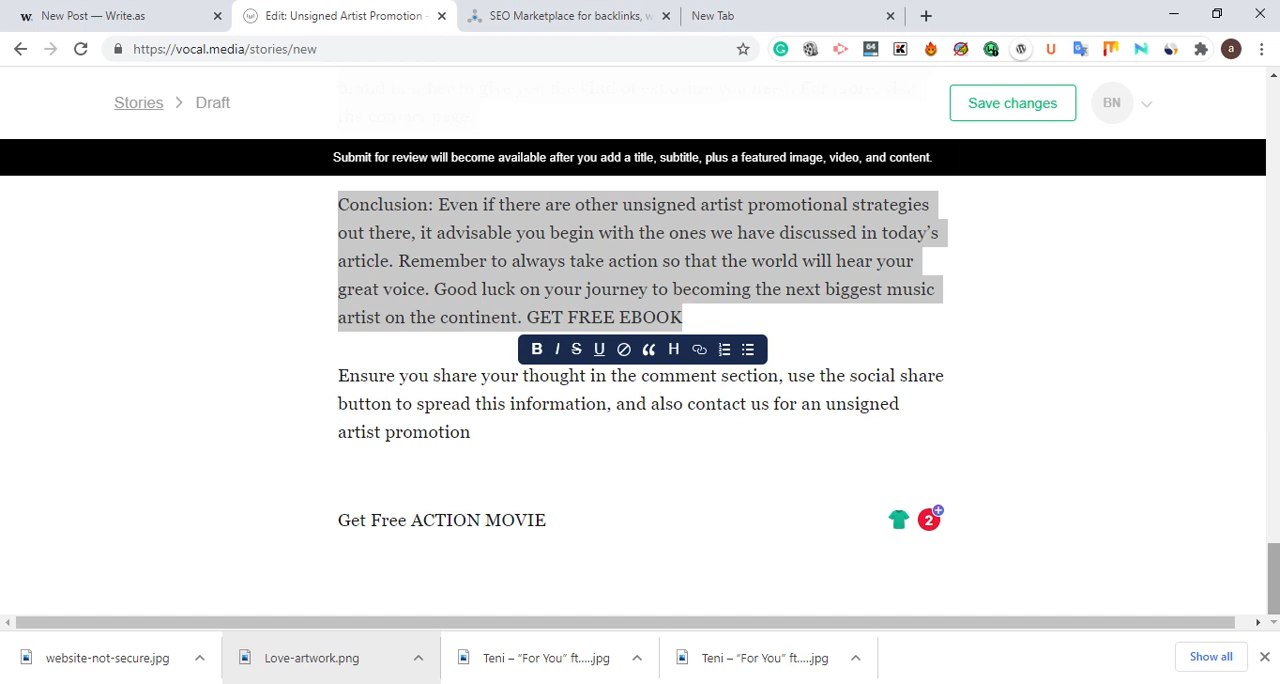 New Post — Write.as
Edit: Unsigned Artist Promotion -
SEO Marketplace for backlinks, w
New Tab
https://vocal.media/stories/new
64
a
Stories > Draft
Save changes
BN
Submit for review will become available after you add a title, subtitle, plus a featured image, video, and content.
Conclusion: Even if there are other unsigned artist promotional strategies
out there, it advisable you begin with the ones we have discussed in today’s
article. Remember to always take action so that the world will hear your
great voice. Good luck on your journey to becoming the next biggest music
artist on the continent. GET FREE EBOOK
B I S U H
Ensure you share your thought in the comment section, use the social share
button to spread this information, and also contact us for an unsigned
artist promotion
Get Free ACTION MOVIE
2
website-not-secure.jpg
Love-artwork.png
Teni – “For You” ft.....jpg
Teni – “For You” ft.....jpg
Show all